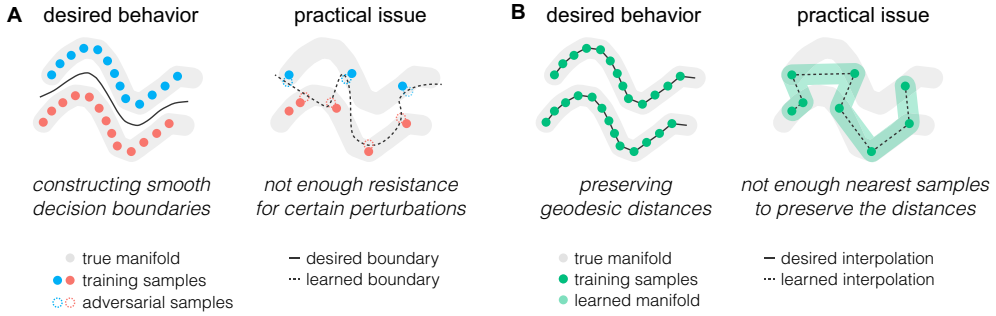 A
desired behavior
practical issue
constructing smooth
decision boundaries
not enough resistance
for certain perturbations
true manifold
training samples
adversarial samples
desired boundary
learned boundary
B
desired behavior
practical issue
preserving
geodesic distances
not enough nearest samples
to preserve the distances
true manifold
training samples
learned manifold
desired interpolation
learned interpolation